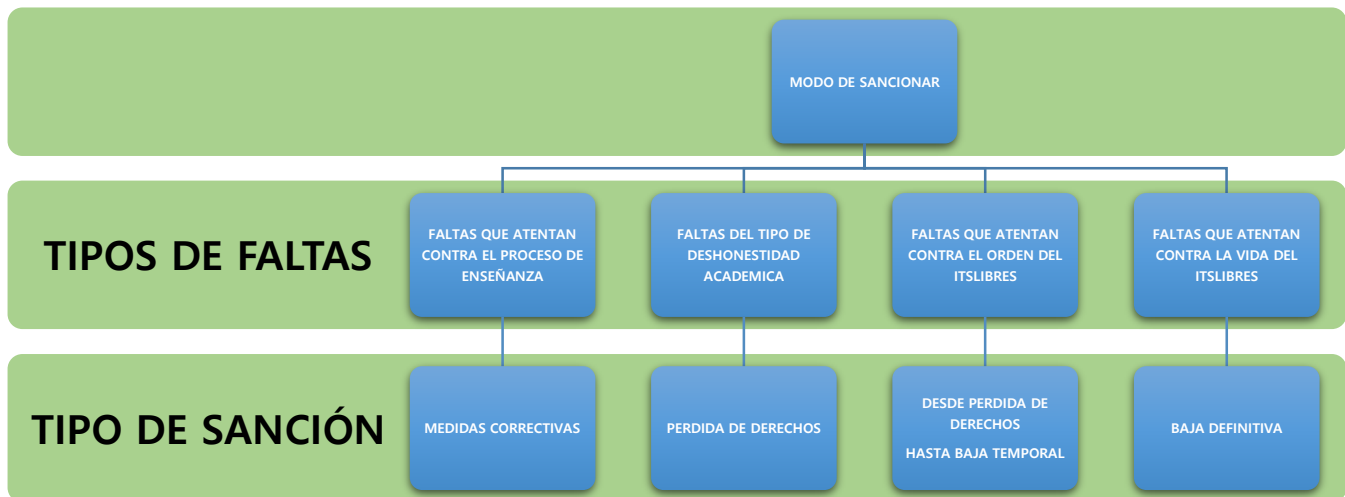 MODO DE SANCIONAR
TIPOS DE FALTAS
FALTAS QUE ATENTAN
CONTRA EL PROCESO DE
ENSEÑANZA
FALTAS DEL TIPO DE
DESHONESTIDAD
ACADEMICA
FALTAS QUE ATENTAN
CONTRA EL ORDEN DEL
ITSLIBRES
FALTAS QUE ATENTAN
CONTRA LA VIDA DEL
ITSLIBRES
TIPO DE SANCIÓN
MEDIDAS CORRECTIVAS
PERDIDA DE DERECHOS
DESDE PERDIDA DE
DERECHOS
HASTA BAJA TEMPORAL
BAJA DEFINITIVA